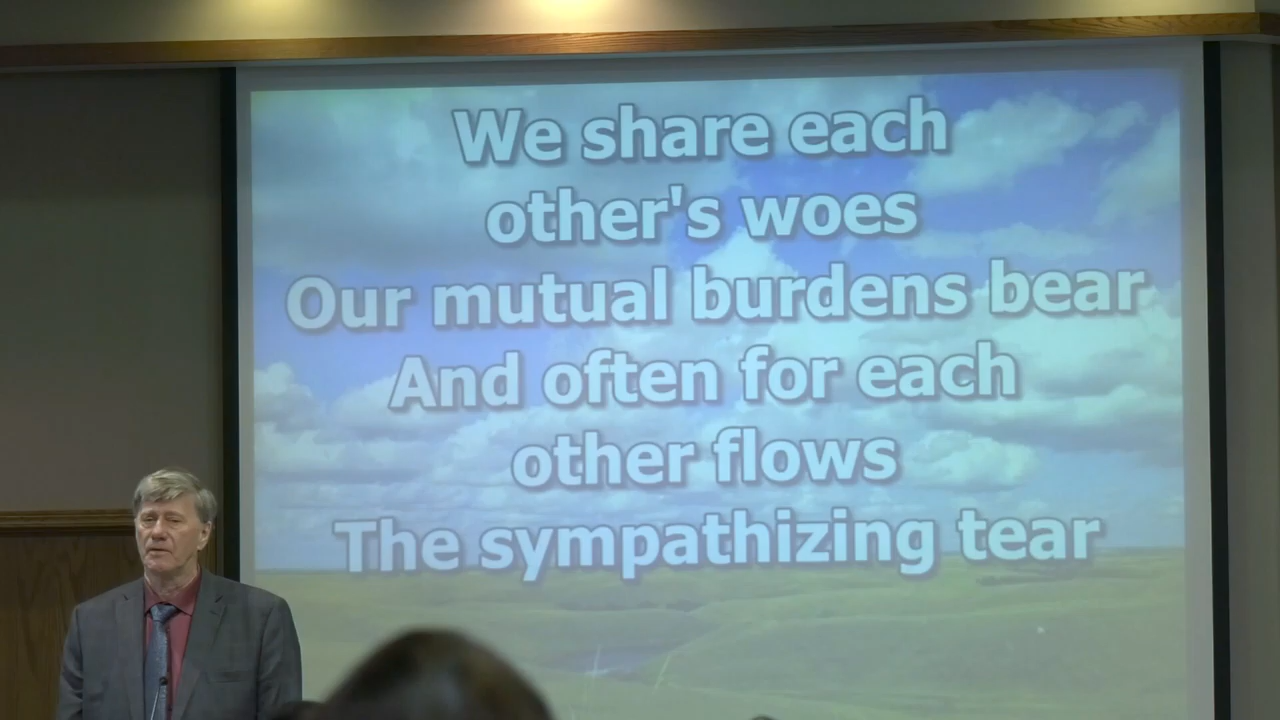 We share each
other's woes
Our mutual burdens bear
And often for each
other flows
The sympathizing tear